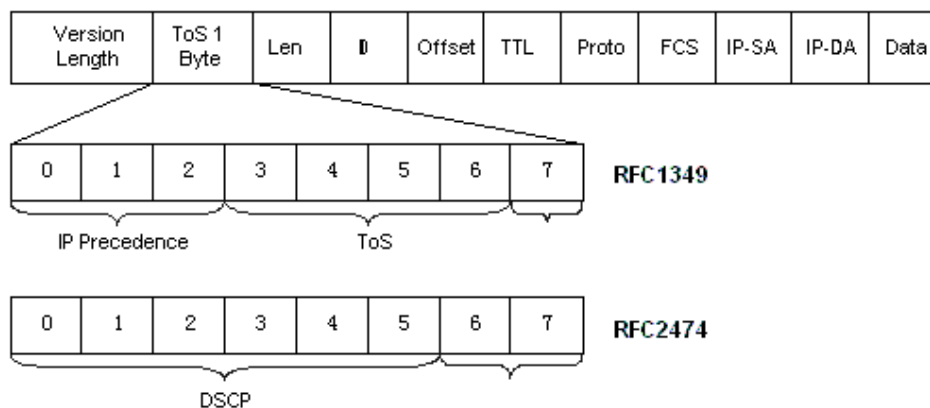 Version Length
ToS 1 Byte
Len
D
Offset
TTL
Proto
FCS
IP-SA
IP-DA
Data
0 1 2 3 4 5 6 7
RFC1349
IP Precedence
ToS
0 1 2 3 4 5 6 7
RFC2474
DSCP